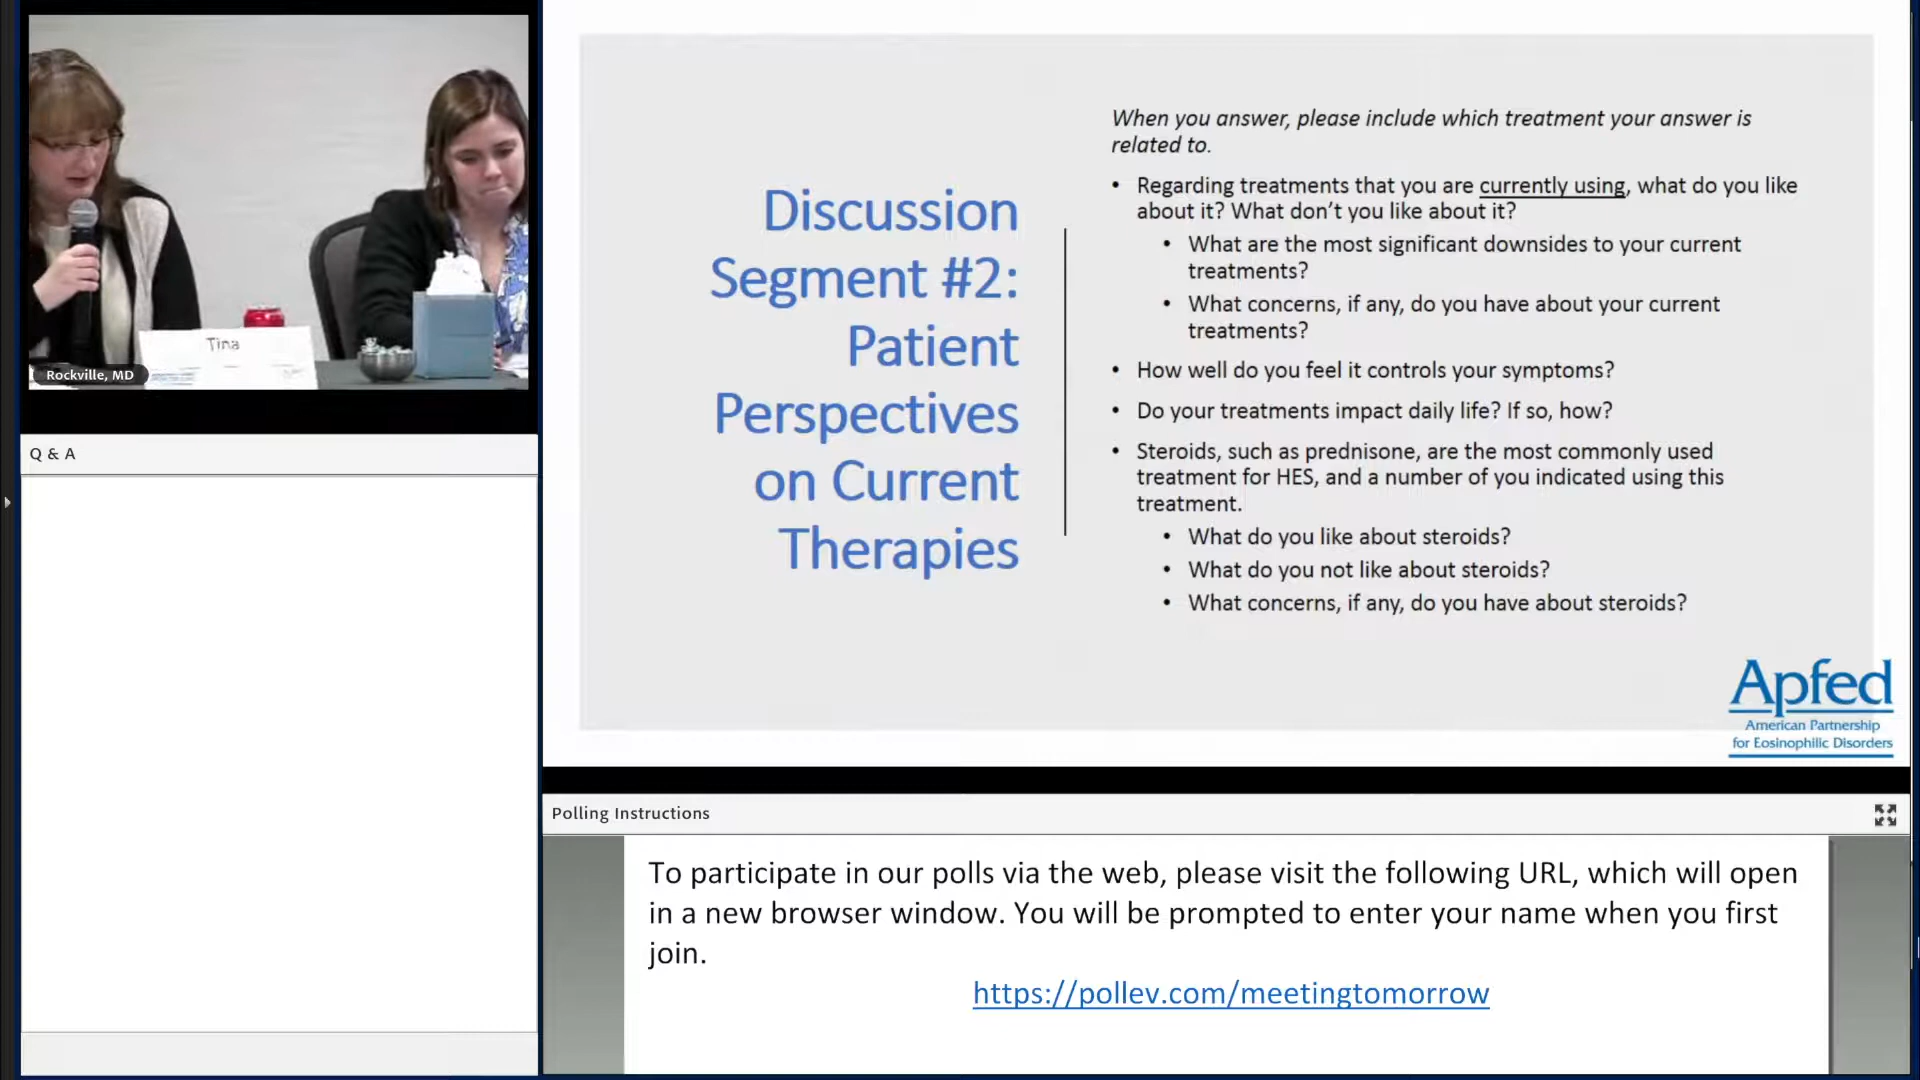 Tina
Rockville, MD
Q & A
Discussion
Segment #2:
Patient
Perspectives
on Current
Therapies
When you answer, please include which treatment your answer is
related to.
• Regarding treatments that you are currently using, what do you like
about it? What don't you like about it?
• What are the most significant downsides to your current
treatments?
• What concerns, if any, do you have about your current
treatments?
• How well do you feel it controls your symptoms?
• Do your treatments impact daily life? If so, how?
• Steroids, such as prednisone, are the most commonly used
treatment for HES, and a number of you indicated using this
treatment.
• What do you like about steroids?
• What do you not like about steroids?
• What concerns, if any, do you have about steroids?
Apfed
American Partnership
for Eosinophilic Disorders
Polling Instructions
To participate in our polls via the web, please visit the following URL, which will open
in a new browser window. You will be prompted to enter your name when you first
join.
https://pollev.com/meetingtomorrow